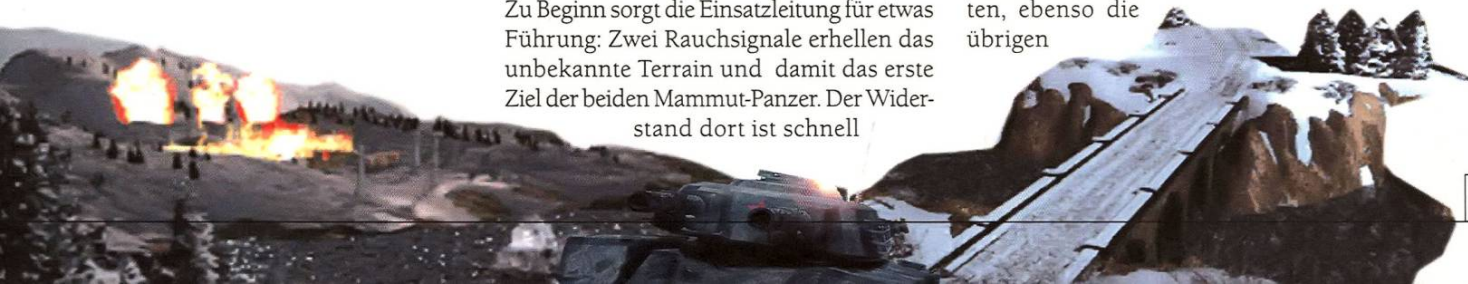 Zu Beginn sorgt die Einsatzleitung für etwas
Führung: Zwei Rauchsignale erhellen das
unbekannte Terrain und damit das erste
Ziel der beiden Mammut-Panzer. Der Wider-
stand dort ist schnell
ten, ebenso die
übrigen